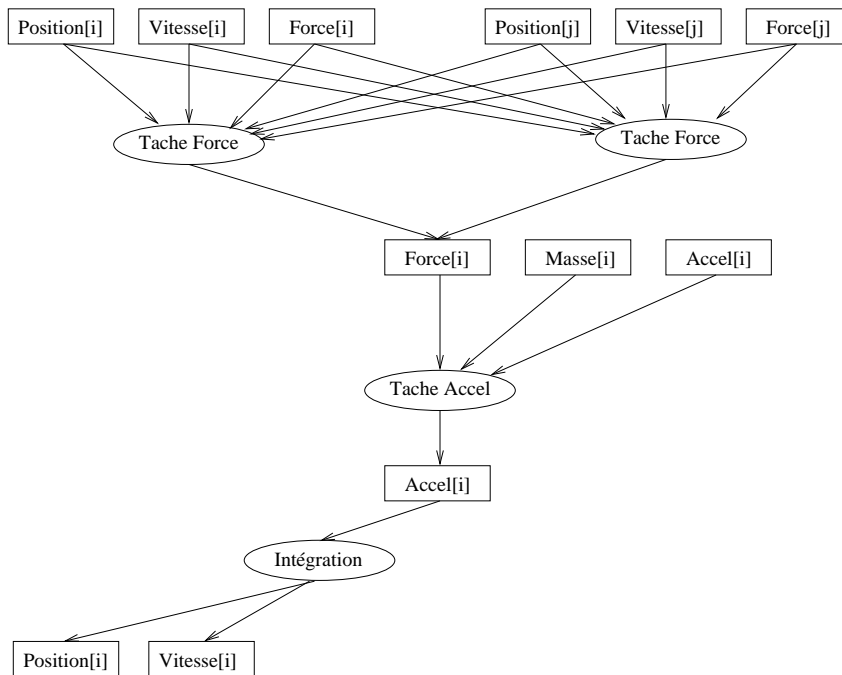 Position[i]
Vitesse[i]
Force[i]
Position[j]
Vitesse[j]
Force[j]
Tache Force
Tache Force
Force[i]
Masse[i]
Accel[i]
Tache Accel
Accel[i]
Intégration
Position[i]
Vitesse[i]